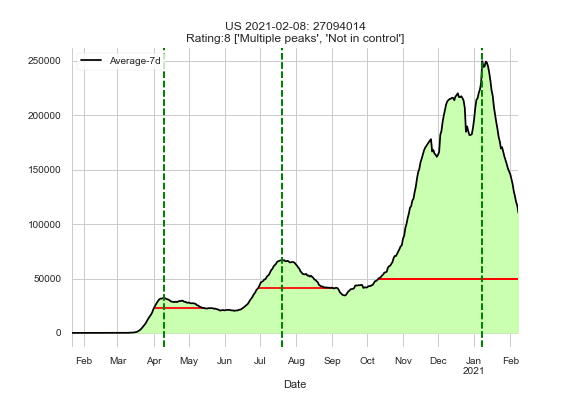 US 2021-02-08: 27094014
Rating:8 ['Multiple peaks', 'Not in control']
Average-7d
250000
200000
150000
100000
50000
0
Feb Mar Apr May Jun Jul Aug Sep Oct Nov Dec Jan Feb
2021
Date